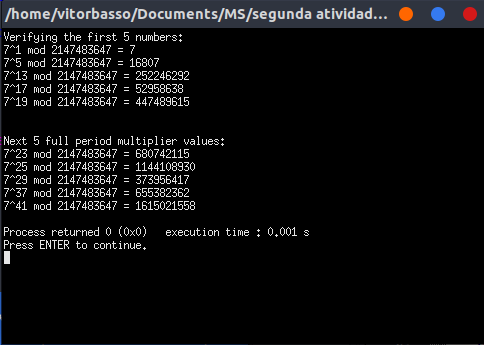 /home/vitorbasso/Documents/MS/segunda atividad...
Verifying the first 5 numbers:
7^1 mod 2147483647 = 7
7^5 mod 2147483647 = 16807
7^13 mod 2147483647 = 252246292
7^17 mod 2147483647 = 52958638
7^19 mod 2147483647 = 447489615
Next 5 full period multiplier values:
7^23 mod 2147483647 = 680742115
7^25 mod 2147483647 = 1144108930
7^29 mod 2147483647 = 373956417
7^37 mod 2147483647 = 655382362
7^41 mod 2147483647 = 1615021558
Process returned 0 (0x0)   execution time : 0.001 s
Press ENTER to continue.